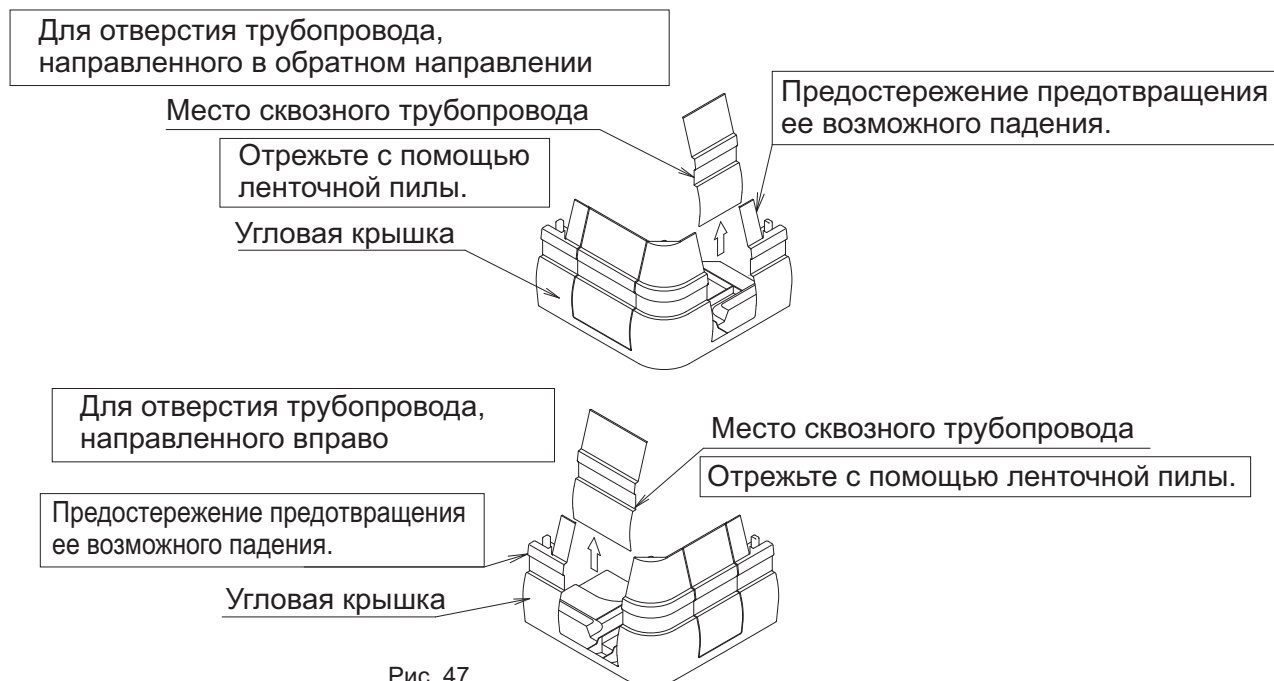 Для отверстия трубопровода,
направленного в обратном направлении
Место сквозного трубопровода
Предостережение предотвращения
ее возможного падения.
Отрежьте с помощью
ленточной пилы.
Угловая крышка
Для отверстия трубопровода,
направленного вправо
Место сквозного трубопровода
Отрежьте с помощью ленточной пилы.
Предостережение предотвращения
ее возможного падения.
Угловая крышка
Рис. 47